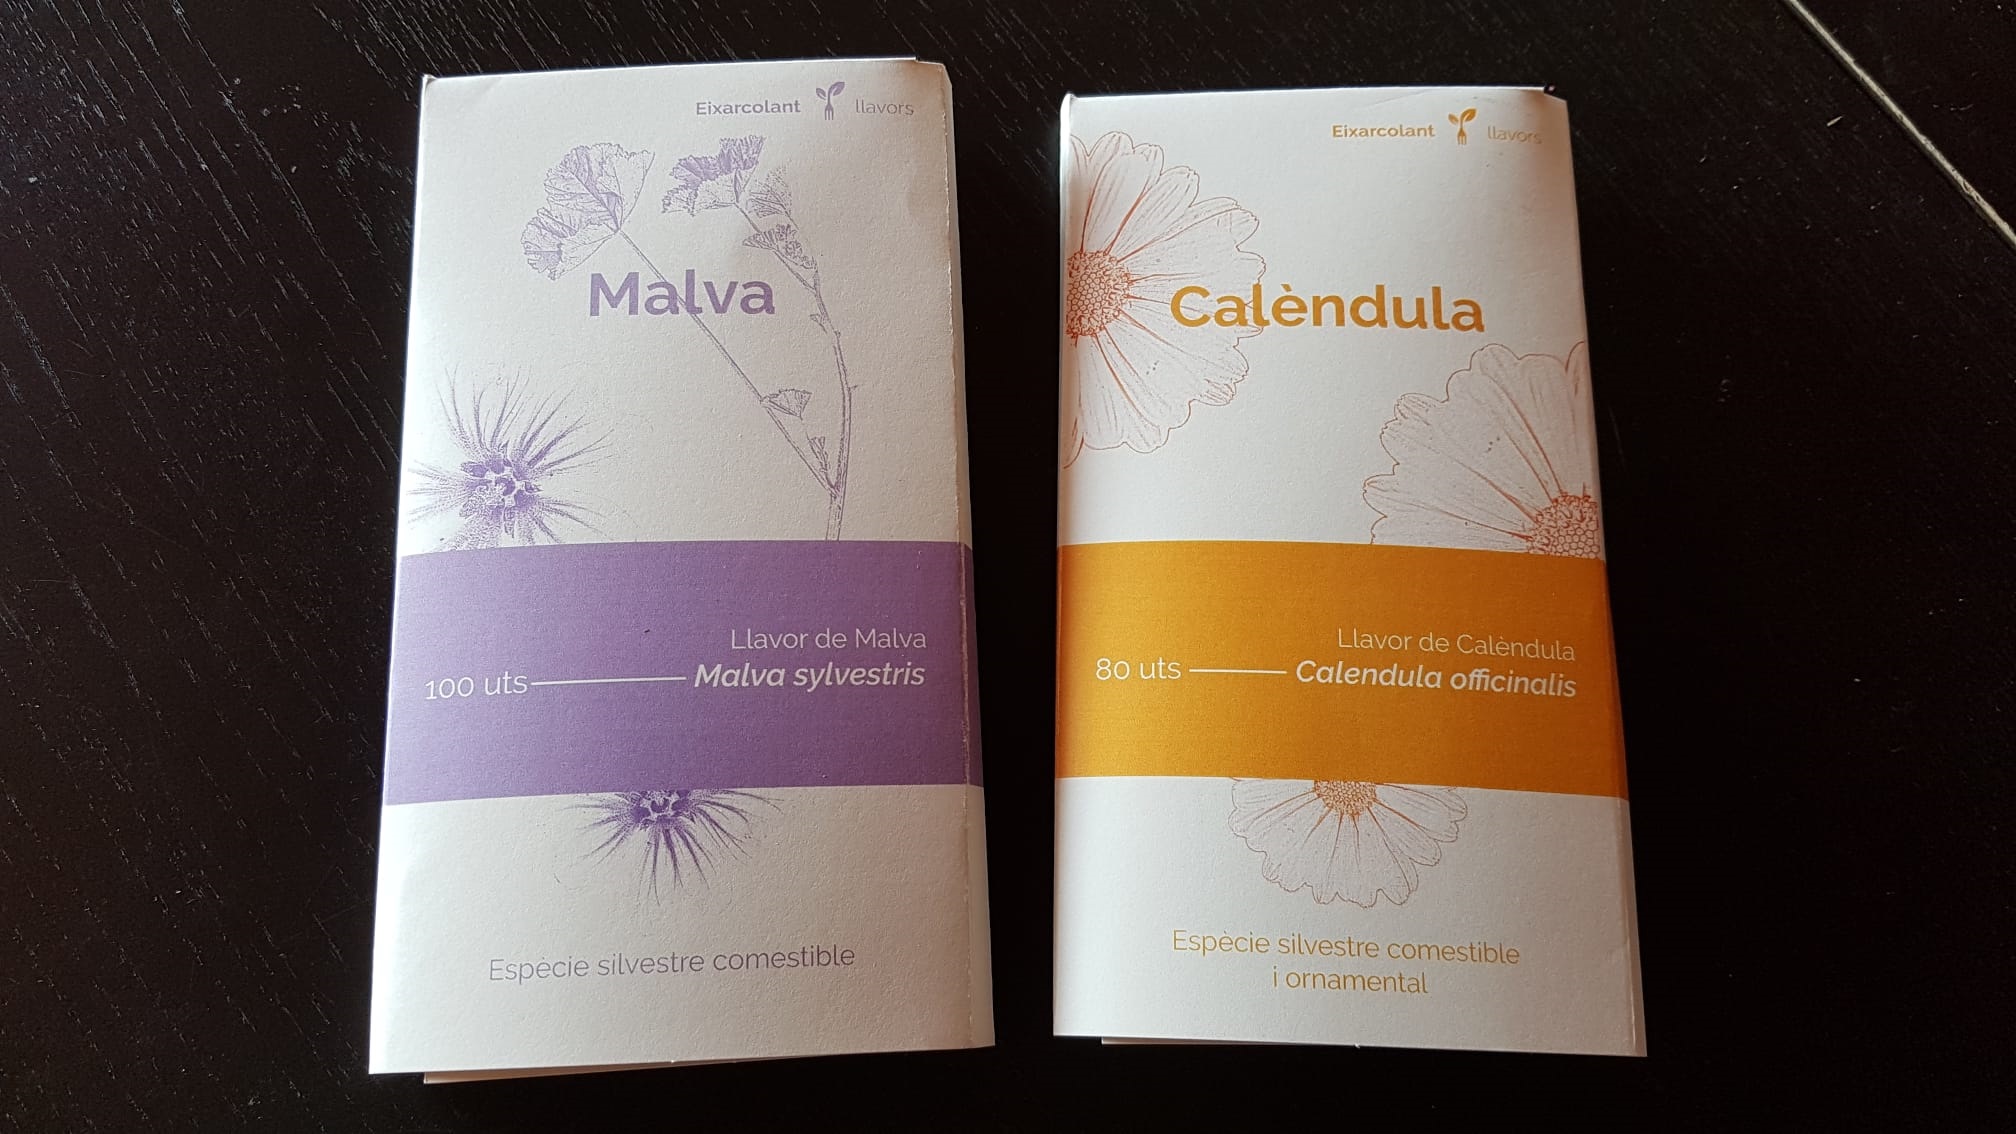 Eixarcolant llavors
Malva
Llavor de Malva
100 uts Malva sylvestris
Espècie silvestre comestible
Eixarcolant llavors
Calèndula
Llavor de Calèndula
80 uts Calendula officinalis
Espècie silvestre comestible
i ornamental